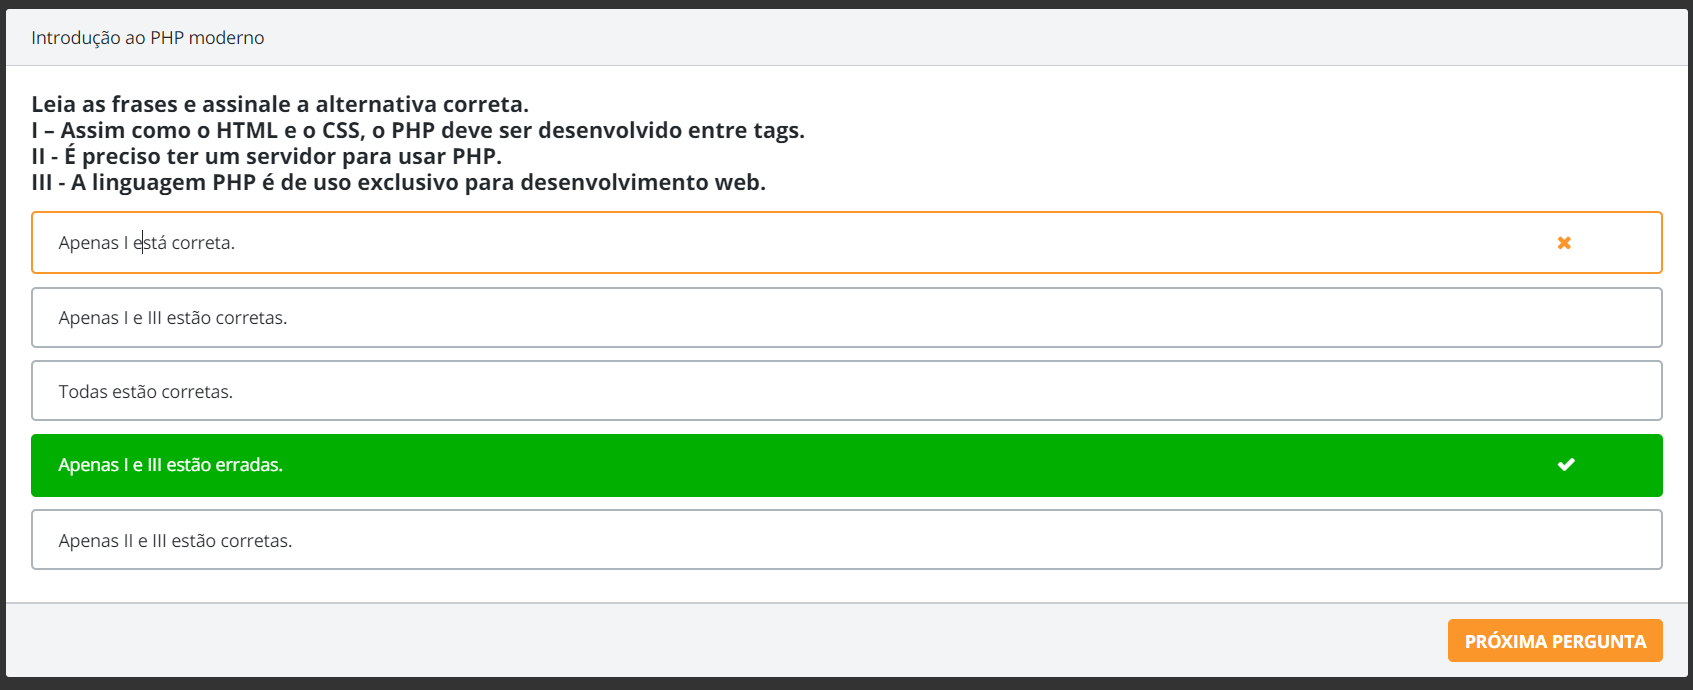 Introdução ao PHP moderno
Leia as frases e assinale a alternativa correta.
I – Assim como o HTML e o CSS, o PHP deve ser desenvolvido entre tags.
II - É preciso ter um servidor para usar PHP.
III - A linguagem PHP é de uso exclusivo para desenvolvimento web.
Apenas I está correta.
Apenas I e III estão corretas.
Todas estão corretas.
Apenas I e III estão erradas.
Apenas II e III estão corretas.
PRÓXIMA PERGUNTA